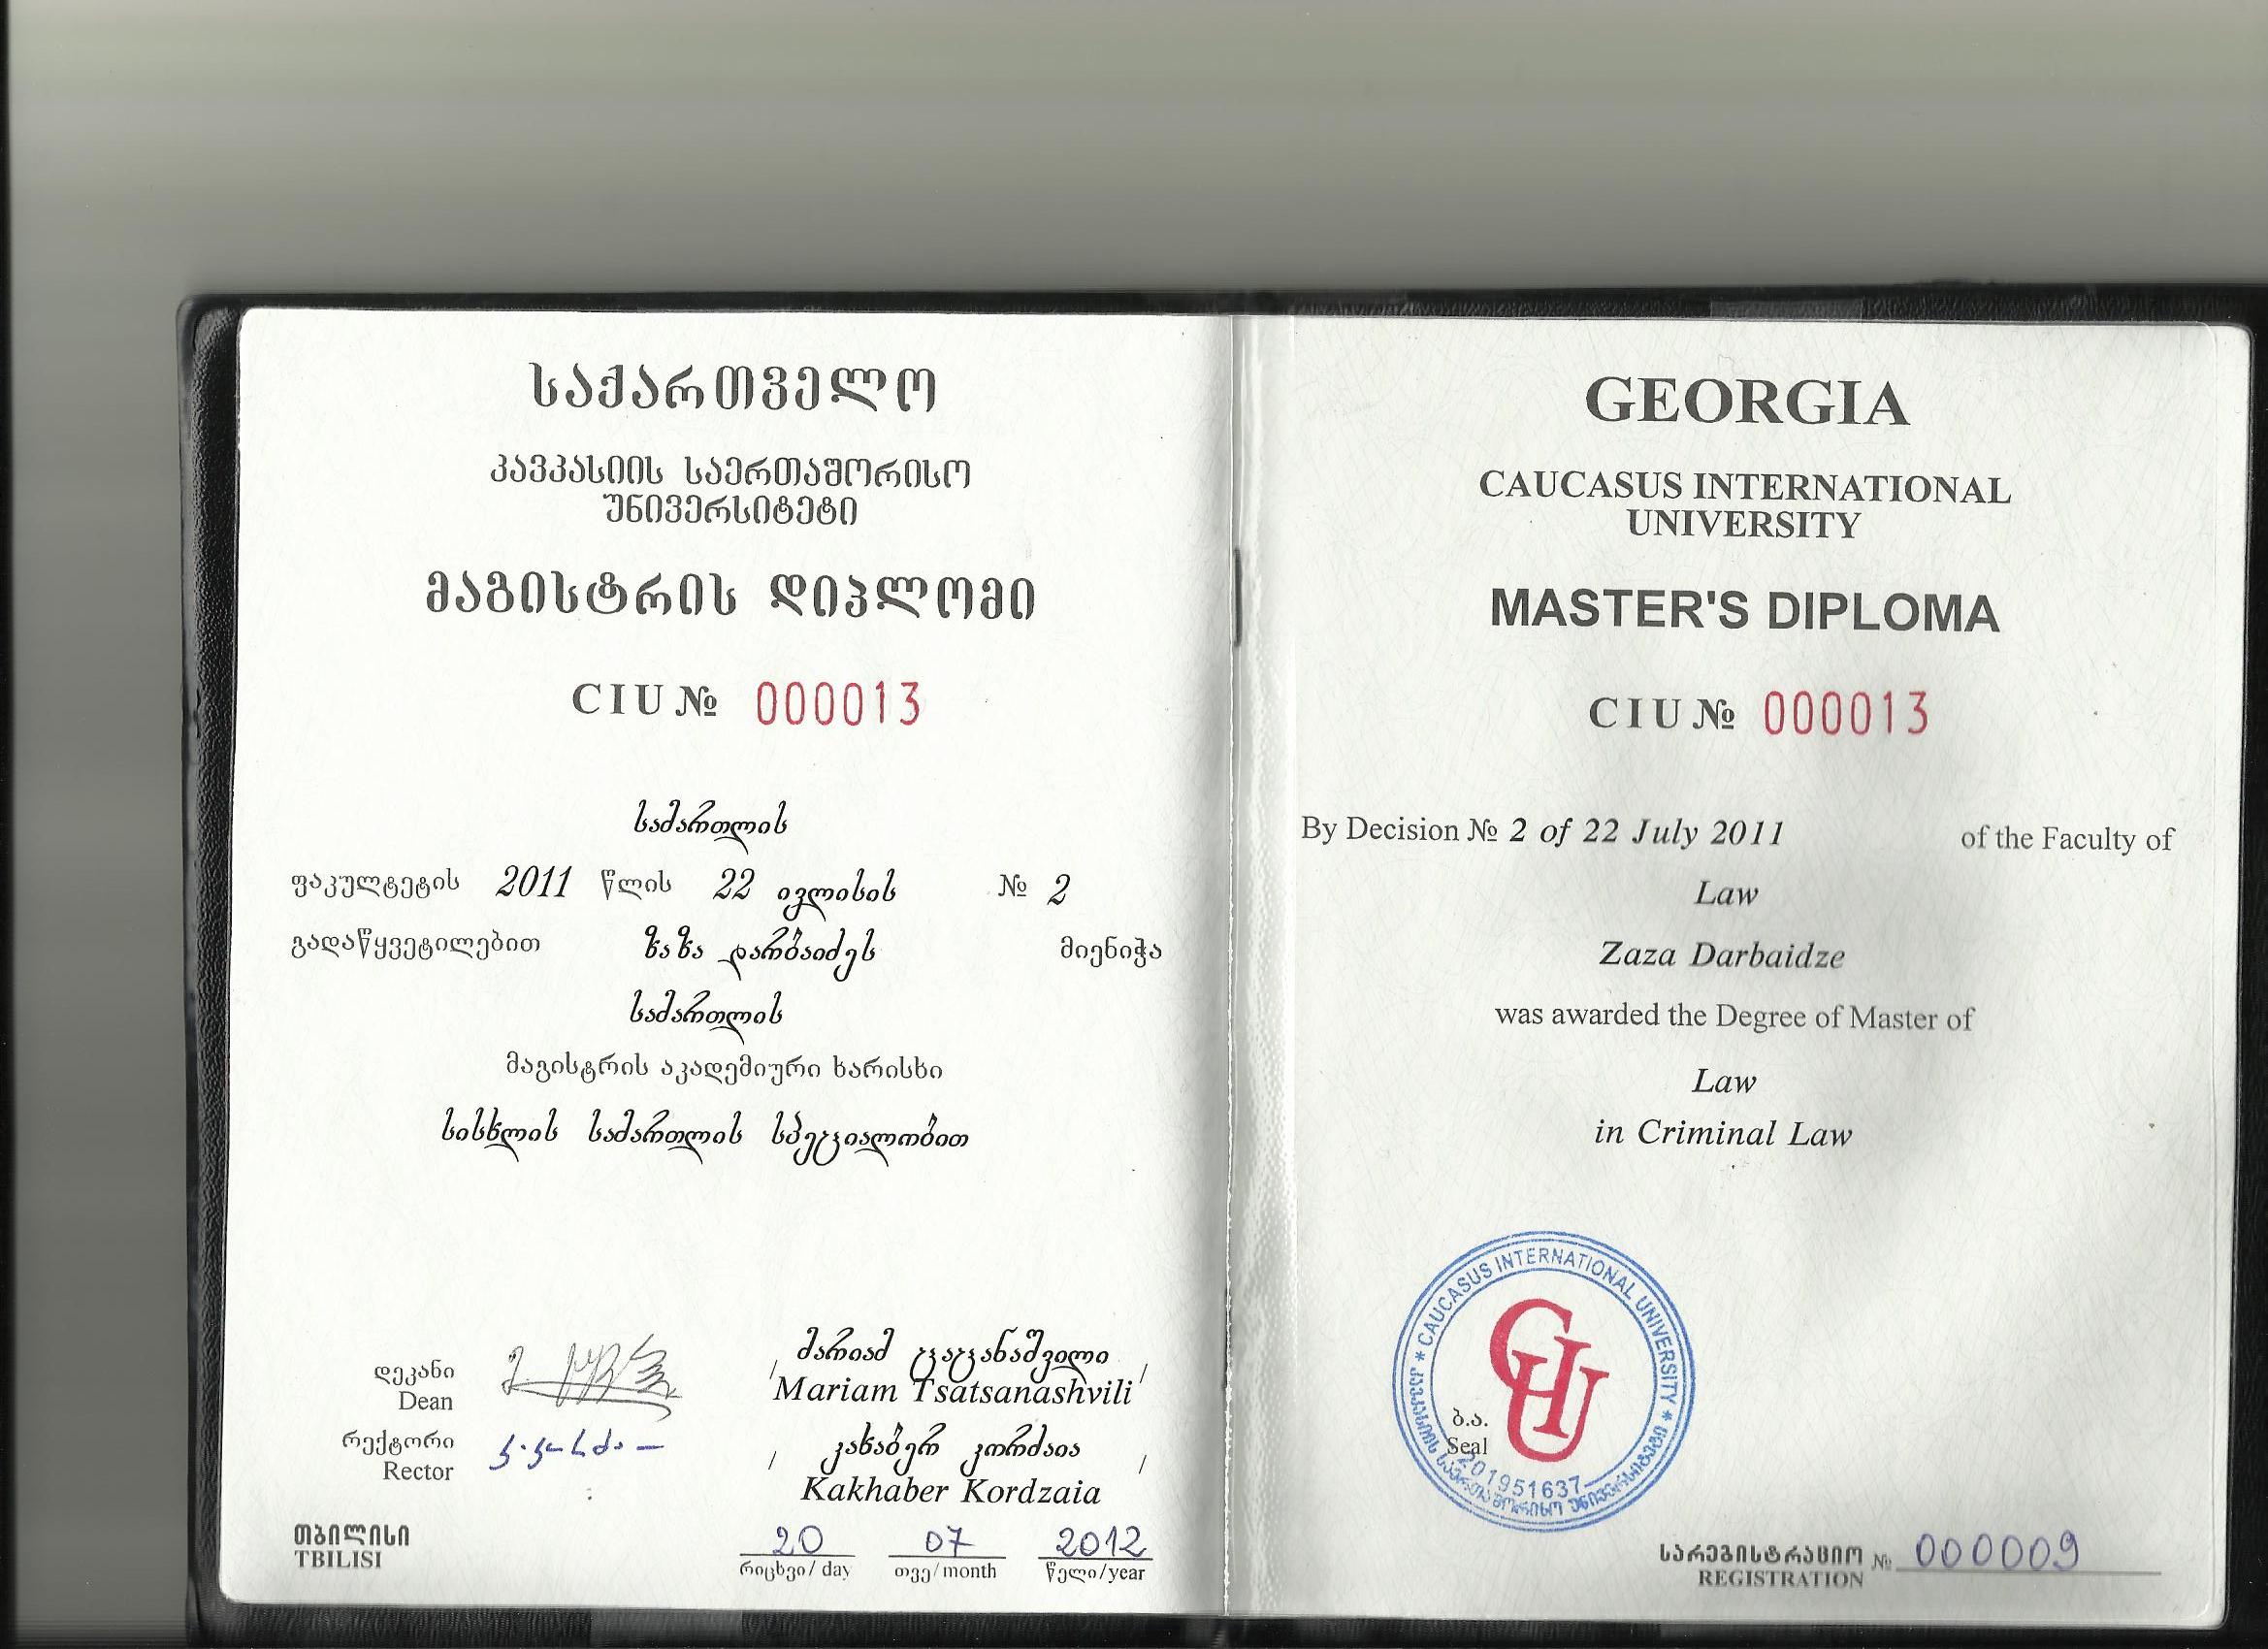 საქართველო
კავკასიის საერთაშორისო
უნივერსიტეტი
მაგისტრის დიპლომი
CIU № 000013
სამართლის
ფაკულტეტის 2011 წლის 22 ივლისის № 2
გადაწყვეტილებით ზაზა დარბაიძეს მიენიჭა
სამართლის
მაგისტრის აკადემიური ხარისხი
სისხლის სამართლის სპეციალობით
დეკანი
Dean
/ მარიამ ცაცანაშვილი /
Mariam Tsatsanashvili
რექტორი
Rector
/ კახაბერ კორძაია /
Kakhaber Kordzaia
თბილისი
TBILISI
20 07 2012
რიცხვი/ day თვე/month წელი/year
GEORGIA
CAUCASUS INTERNATIONAL
UNIVERSITY
MASTER'S DIPLOMA
CIU № 000013
By Decision № 2 of 22 July 2011 of the Faculty of
Law
Zaza Darbaidze
was awarded the Degree of Master of
Law
in Criminal Law
* CAUCASUS INTERNATIONAL UNIVERSITY *
კავკასიის საერთაშორისო უნივერსიტეტი
CIU
ბ.ა.
Seal
201951637
სარეგისტრაციო № 000009
REGISTRATION